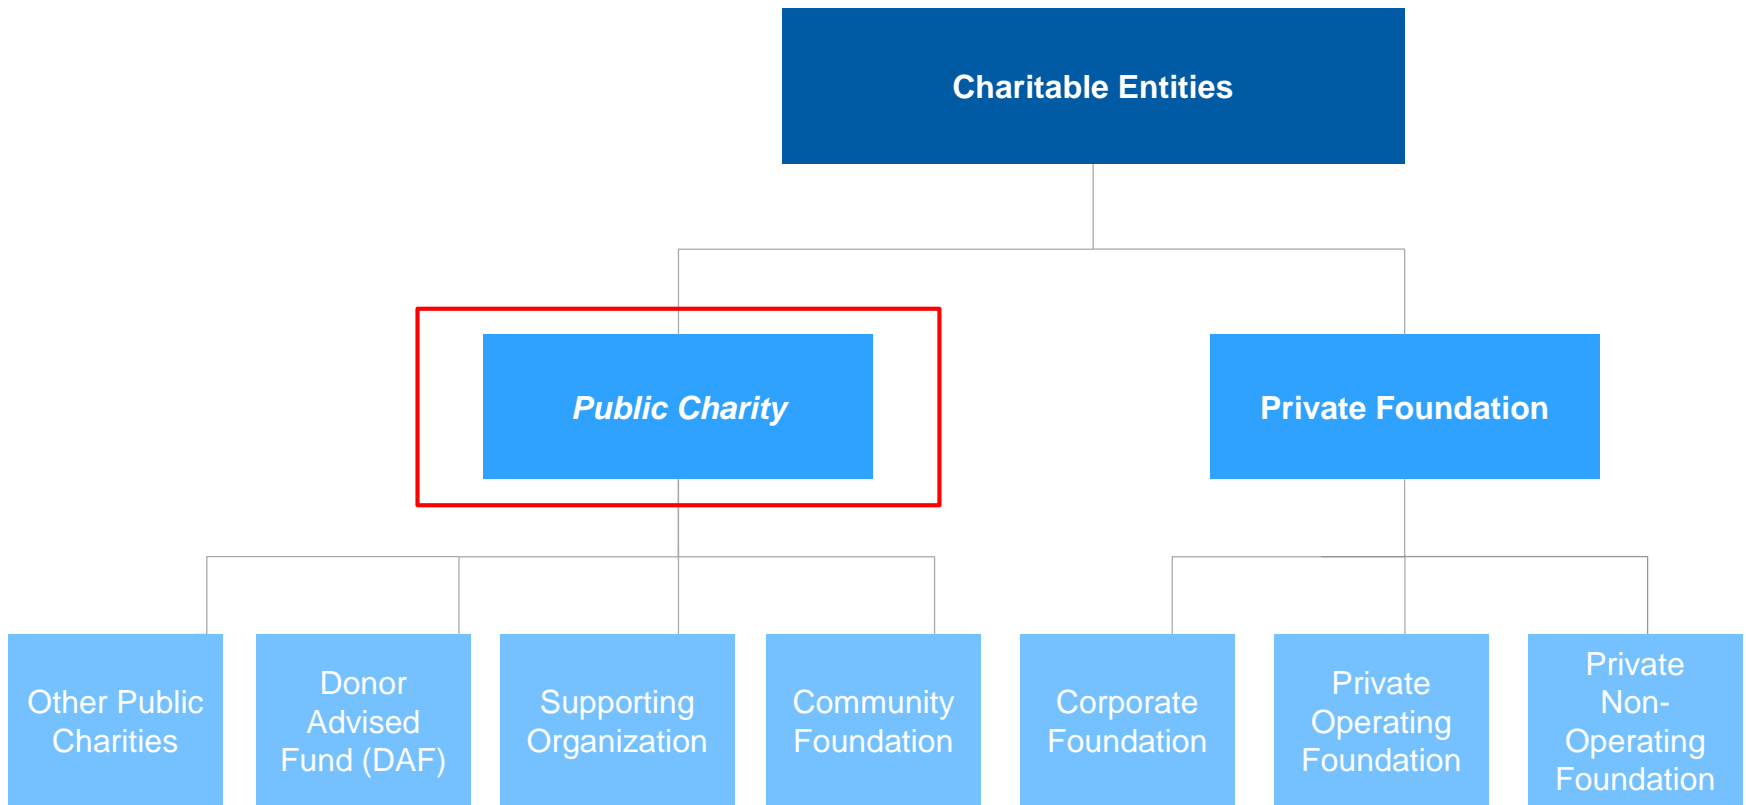 Charitable Entities
Public Charity
Private Foundation
Other Public
Charities
Donor
Advised
Fund (DAF)
Supporting
Organization
Community
Foundation
Corporate
Foundation
Private
Operating
Foundation
Private
Non-
Operating
Foundation